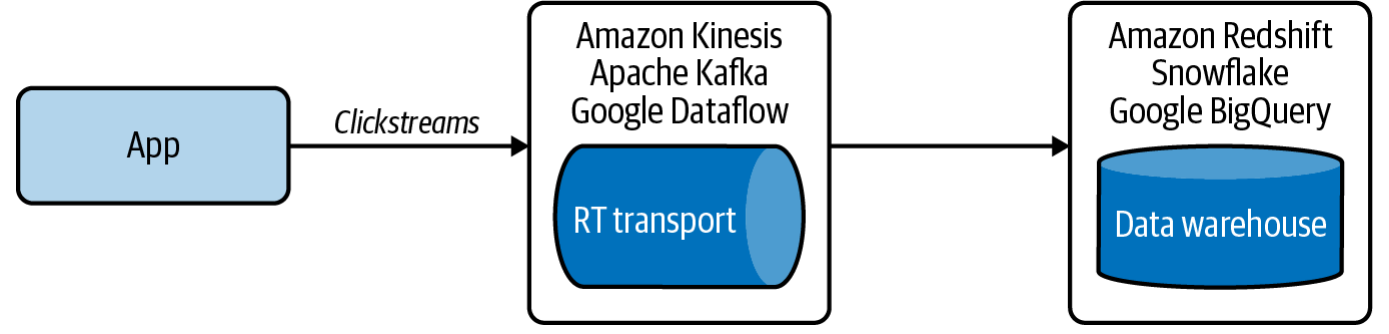 App
Clickstreams
Amazon Kinesis
Apache Kafka
Google Dataflow
RT transport
Amazon Redshift
Snowflake
Google BigQuery
Data warehouse